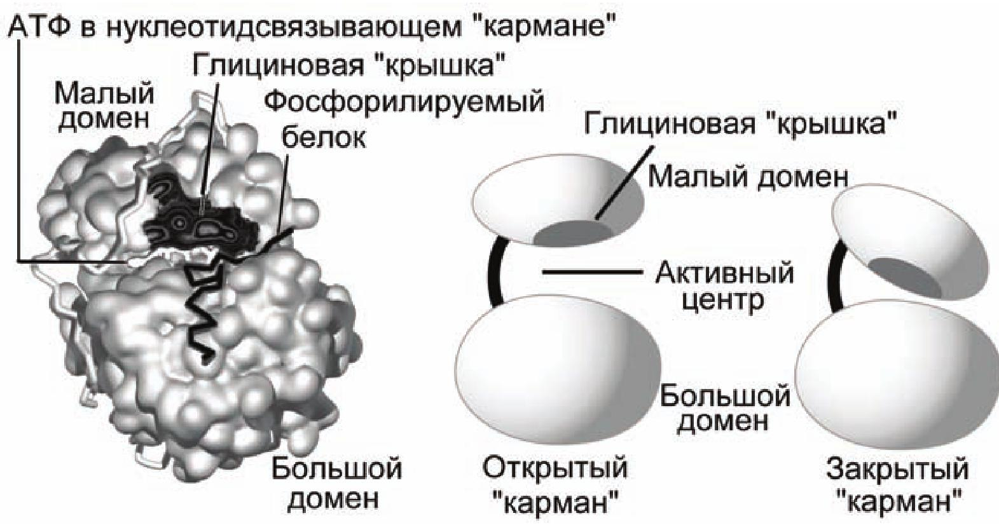 АТФ в нуклеотидсвязывающем "кармане"
Глициновая "крышка"
Малый
домен
Фосфорилируемый
белок
Большой
домен
Глициновая "крышка"
Малый домен
Активный
центр
Большой
домен
Открытый
"карман"
Закрытый
"карман"